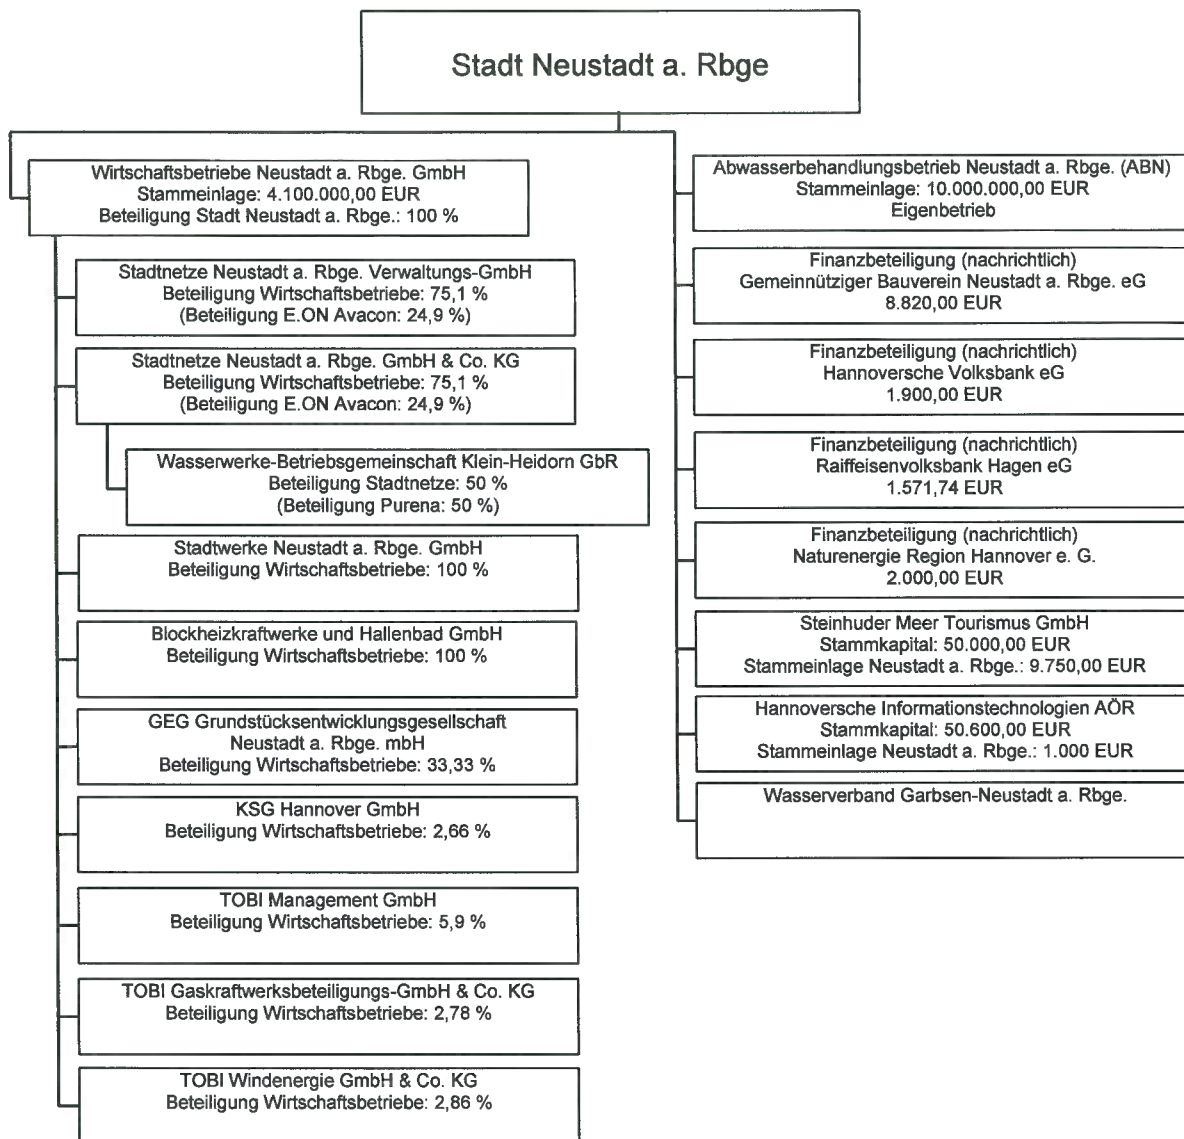 Stadt Neustadt a. Rbge
Wirtschaftsbetriebe Neustadt a. Rbge. GmbH
Stammeinlage: 4.100.000,00 EUR
Beteiligung Stadt Neustadt a. Rbge.: 100 %
Stadtnetze Neustadt a. Rbge. Verwaltungs-GmbH
Beteiligung Wirtschaftsbetriebe: 75,1 %
(Beteiligung E.ON Avacon: 24,9 %)
Stadtnetze Neustadt a. Rbge. GmbH & Co. KG
Beteiligung Wirtschaftsbetriebe: 75,1 %
(Beteiligung E.ON Avacon: 24,9 %)
Wasserwerke-Betriebsgemeinschaft Klein-Heidorn GbR
Beteiligung Stadtnetze: 50 %
(Beteiligung Purena: 50 %)
Stadtwerke Neustadt a. Rbge. GmbH
Beteiligung Wirtschaftsbetriebe: 100 %
Blockheizkraftwerke und Hallenbad GmbH
Beteiligung Wirtschaftsbetriebe: 100 %
GEG Grundstücksentwicklungsgesellschaft
Neustadt a. Rbge. mbH
Beteiligung Wirtschaftsbetriebe: 33,33 %
KSG Hannover GmbH
Beteiligung Wirtschaftsbetriebe: 2,66 %
TOBI Management GmbH
Beteiligung Wirtschaftsbetriebe: 5,9 %
TOBI Gaskraftwerksbeteiligungs-GmbH & Co. KG
Beteiligung Wirtschaftsbetriebe: 2,78 %
TOBI Windenergie GmbH & Co. KG
Beteiligung Wirtschaftsbetriebe: 2,86 %
Abwasserbehandlungsbetrieb Neustadt a. Rbge. (ABN)
Stammeinlage: 10.000.000,00 EUR
Eigenbetrieb
Finanzbeteiligung (nachrichtlich)
Gemeinnütziger Bauverein Neustadt a. Rbge. eG
8.820,00 EUR
Finanzbeteiligung (nachrichtlich)
Hannoversche Volksbank eG
1.900,00 EUR
Finanzbeteiligung (nachrichtlich)
Raiffeisenvolksbank Hagen eG
1.571,74 EUR
Finanzbeteiligung (nachrichtlich)
Naturenergie Region Hannover e. G.
2.000,00 EUR
Steinhuder Meer Tourismus GmbH
Stammkapital: 50.000,00 EUR
Stammeinlage Neustadt a. Rbge.: 9.750,00 EUR
Hannoversche Informationstechnologien AÖR
Stammkapital: 50.600,00 EUR
Stammeinlage Neustadt a. Rbge.: 1.000 EUR
Wasserverband Garbsen-Neustadt a. Rbge.